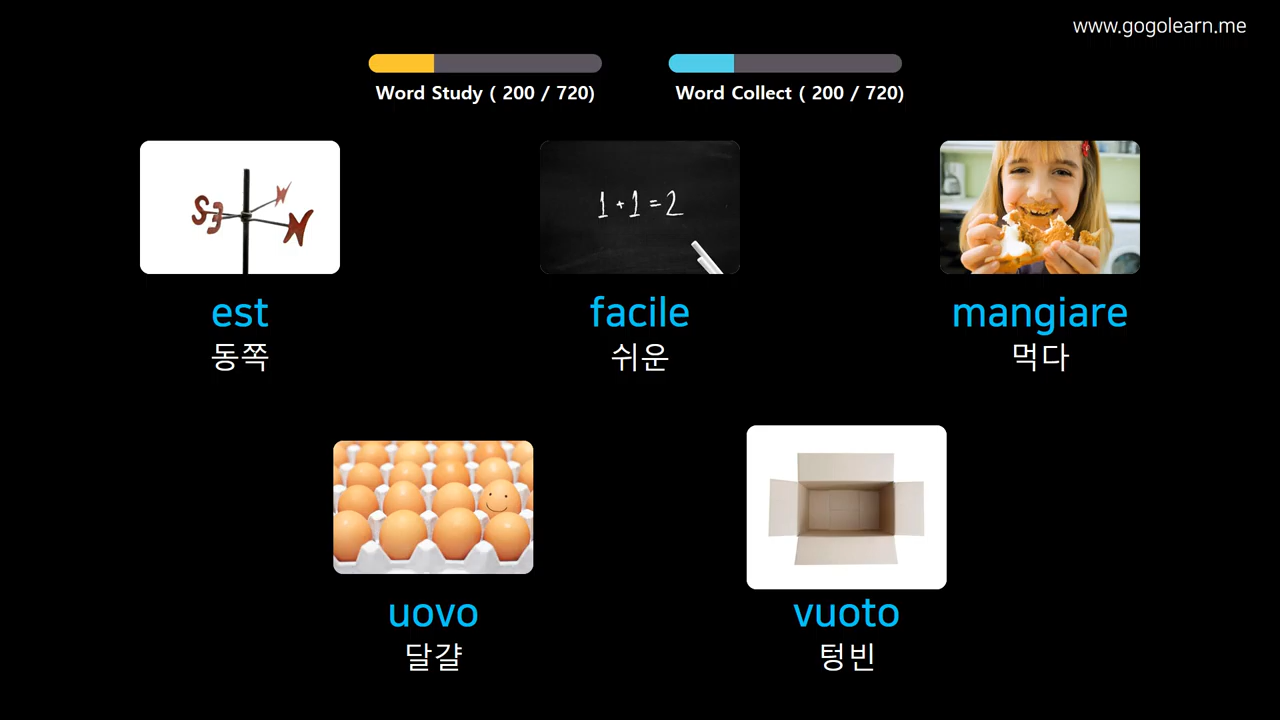 www.gogolearn.me
Word Study ( 200 / 720)
Word Collect ( 200 / 720)
1+1=2
est
facile
mangiare
동쪽
쉬운
먹다
uovo
vuoto
달걀
텅빈